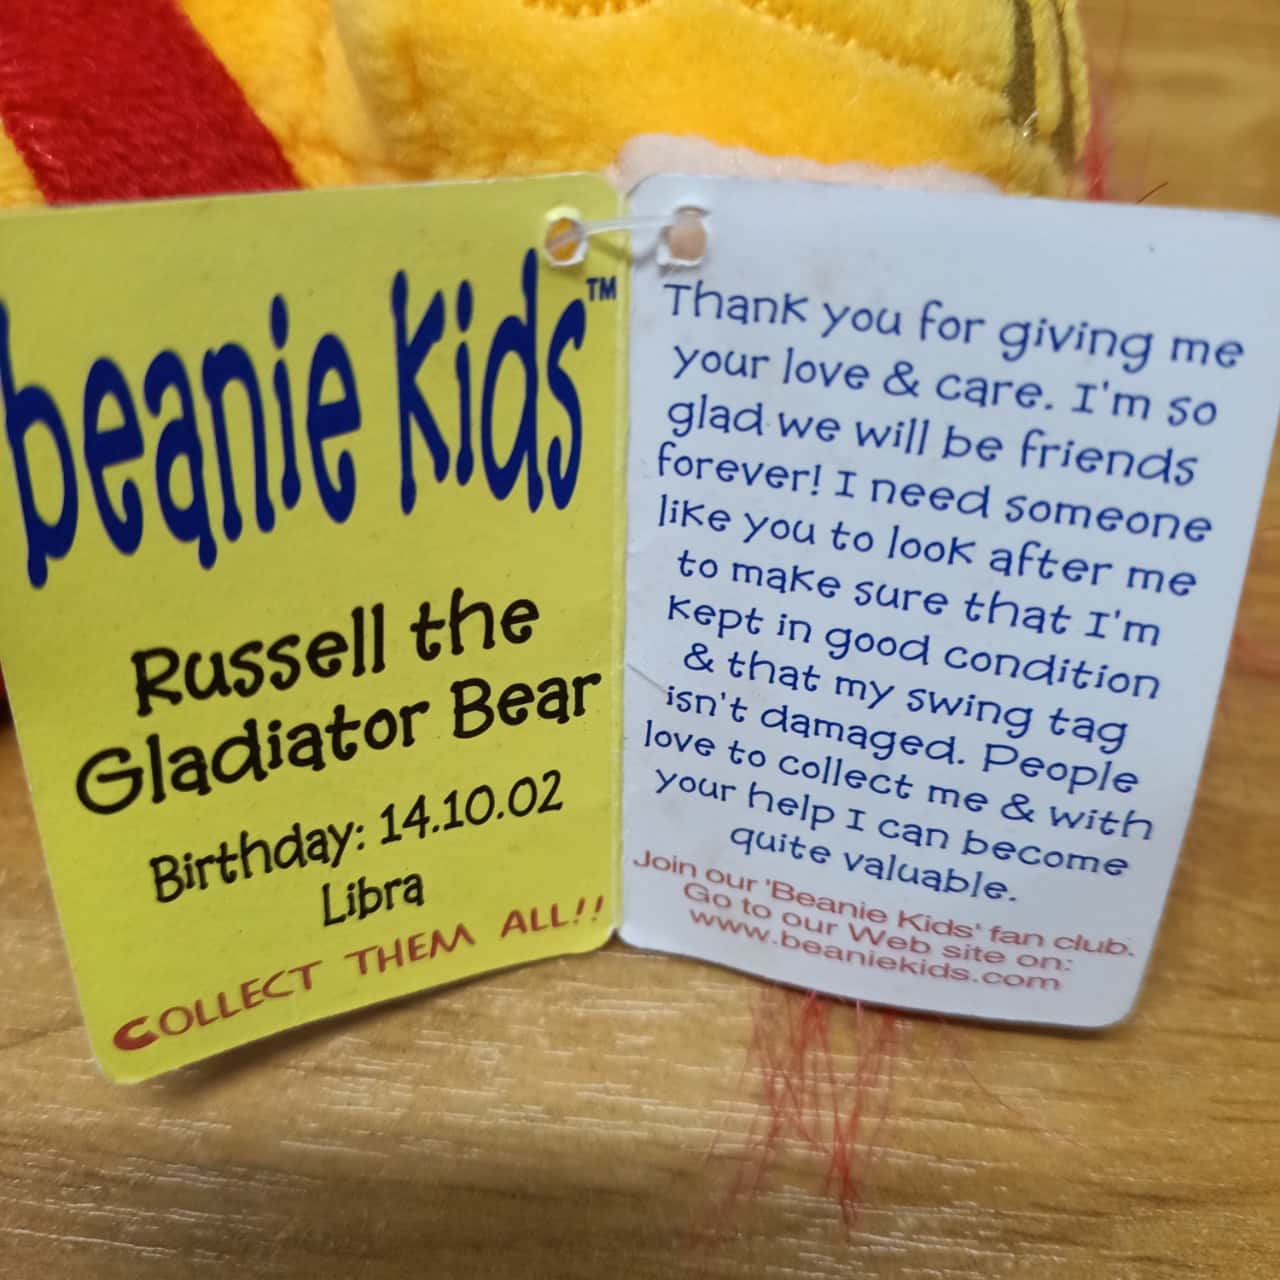 beanie kids™
Russell the
Gladiator Bear
Birthday: 14.10.02
Libra
COLLECT THEM ALL!!
Thank you for giving me
your love & care. I'm so
glad we will be friends
forever! I need someone
like you to look after me
to make sure that I'm
kept in good condition
& that my swing tag
isn't damaged. People
love to collect me & with
your help I can become
quite valuable.
Join our 'Beanie Kids' fan club.
Go to our Web site on:
www.beaniekids.com